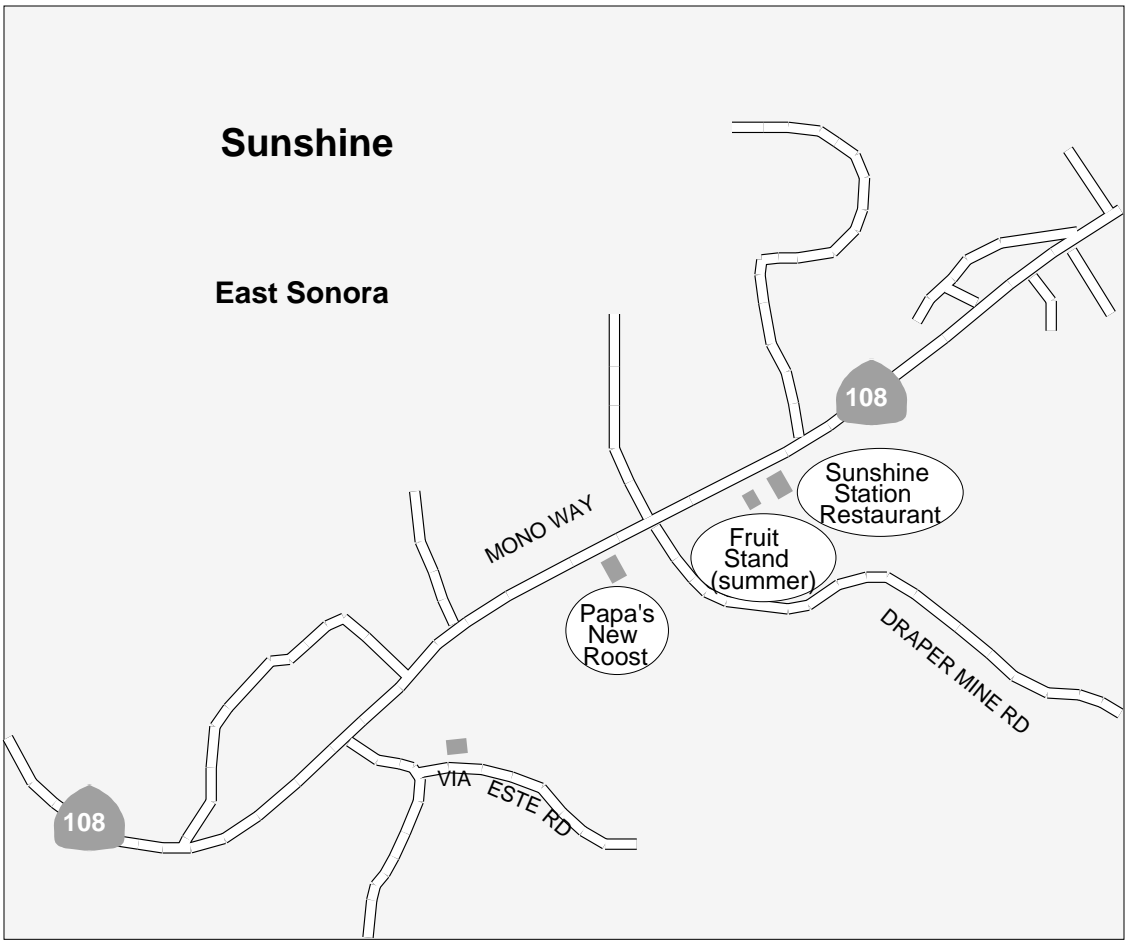 Sunshine
East Sonora
108
Sunshine
Station
Restaurant
MONO WAY
Fruit
Stand
(summer)
Papa's
New
Roost
DRAPER MINE RD
VIA ESTE RD
108